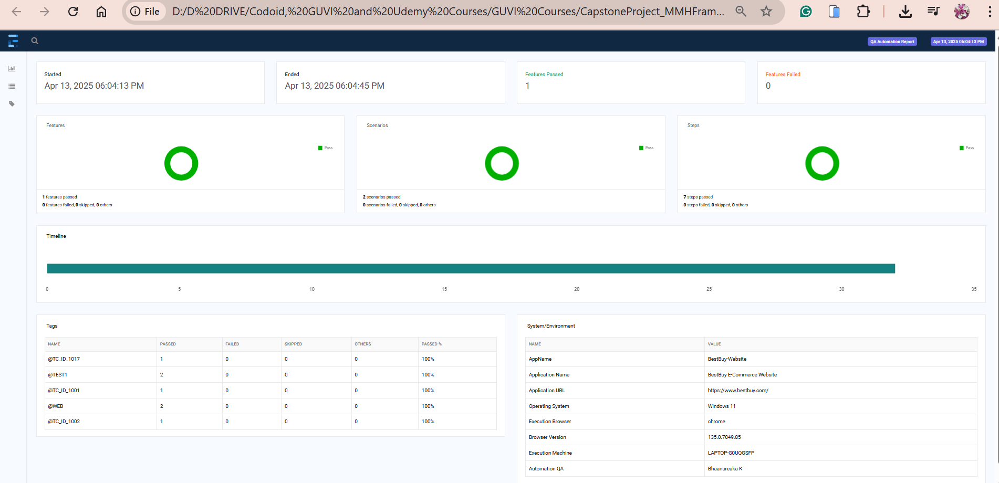 File D:/D%20DRIVE/Codoid,%20GUVI%20and%20Udemy%20Courses/GUVI%20Courses/CapstoneProject_MMHFram...
QA Automation Report Apr 13, 2025 06:04:13 PM
Started
Apr 13, 2025 06:04:13 PM
Ended
Apr 13, 2025 06:04:45 PM
Features Passed
1
Features Failed
0
Features
Pass
1 features passed
0 features failed, 0 skipped, 0 others
Scenarios
Pass
2 scenarios passed
0 scenarios failed, 0 skipped, 0 others
Steps
Pass
7 steps passed
0 steps failed, 0 skipped, 0 others
Timeline
0 5 10 15 20 25 30 35
Tags
NAME PASSED FAILED SKIPPED OTHERS PASSED %
@TC_ID_1017 1 0 0 0 100%
@TEST1 2 0 0 0 100%
@TC_ID_1001 1 0 0 0 100%
@WEB 2 0 0 0 100%
@TC_ID_1002 1 0 0 0 100%
System/Environment
NAME VALUE
AppName BestBuy-Website
Application Name BestBuy E-Commerce Website
Application URL https://www.bestbuy.com/
Operating System Windows 11
Execution Browser chrome
Browser Version 135.0.7049.85
Execution Machine LAPTOP-G0UQGSFP
Automation QA Bhaanureaka K